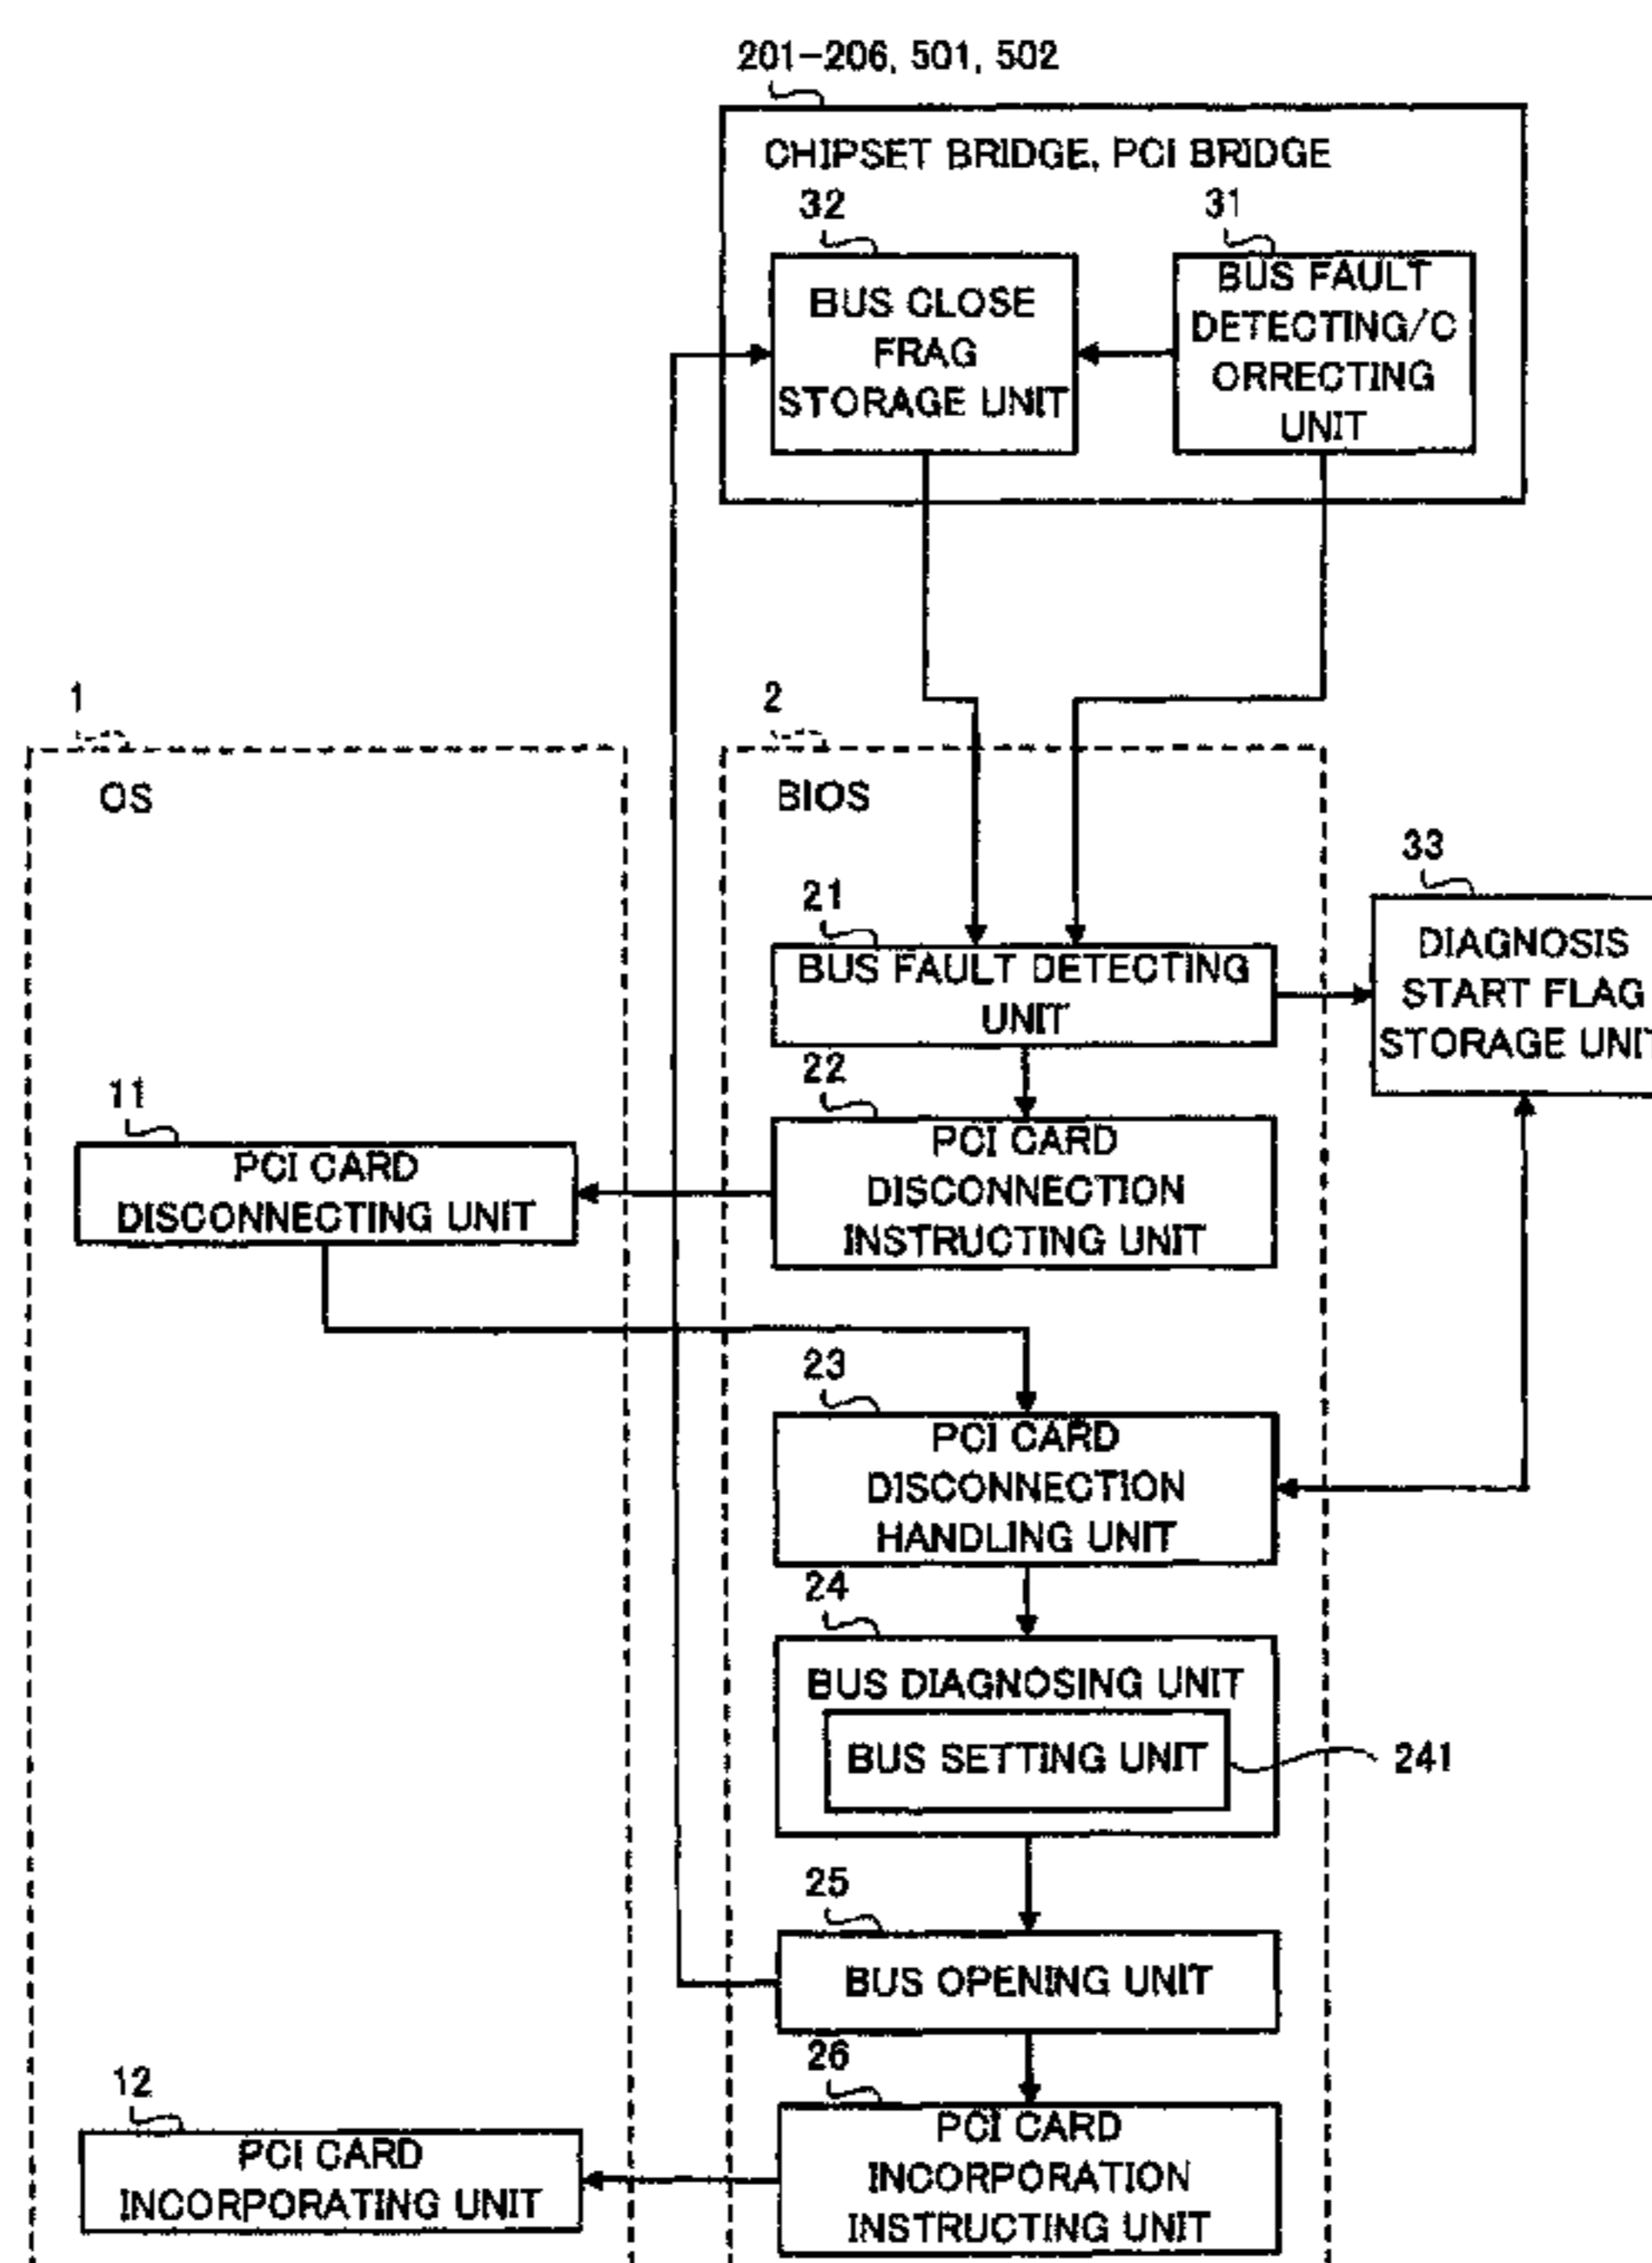 201-206, 501, 502
CHIPSET BRIDGE, PCI BRIDGE
32
31
BUS CLOSE
FRAG
STORAGE UNIT
BUS FAULT
DETECTING/C
ORRECTING
UNIT
1
2
OS
BIOS
33
DIAGNOSIS
START FLAG
STORAGE UNIT
21
BUS FAULT DETECTING
UNIT
22
PCI CARD
DISCONNECTION
INSTRUCTING UNIT
11
PCI CARD
DISCONNECTING UNIT
23
PCI CARD
DISCONNECTION
HANDLING UNIT
24
BUS DIAGNOSING UNIT
BUS SETTING UNIT
241
25
BUS OPENING UNIT
26
PCI CARD
INCORPORATION
INSTRUCTING UNIT
12
PCI CARD
INCORPORATING UNIT